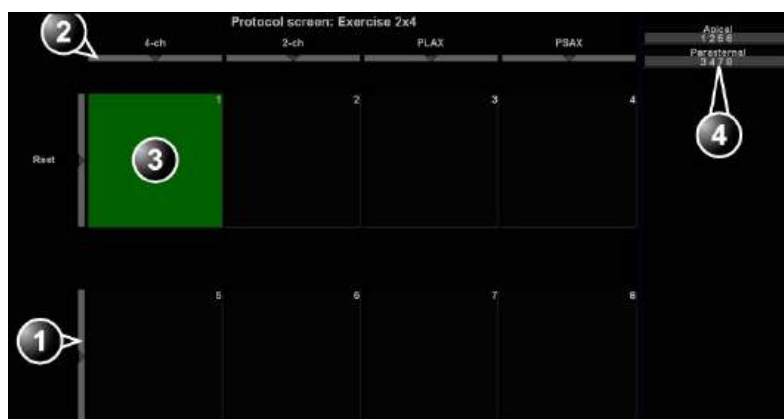 Protocol screen: Exercise 2x4
2
4-ch 2-ch PLAX PSAX
Apical
1 2 5 6
Parasternal
3 4 7 8
4
1 2 3 4
Rest
3
5 6 7 8
1